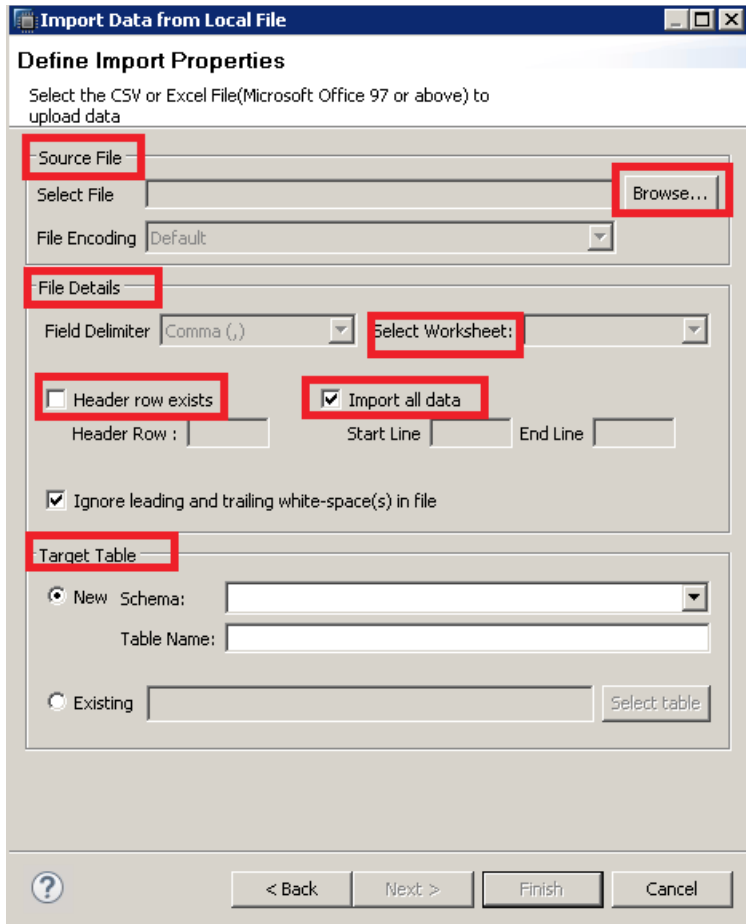 Import Data from Local File
Define Import Properties
Select the CSV or Excel File(Microsoft Office 97 or above) to
upload data
Source File
Select File Browse...
File Encoding Default
File Details
Field Delimiter Comma (,) Select Worksheet:
Header row exists Import all data
Header Row : Start Line End Line
Ignore leading and trailing white-space(s) in file
Target Table
New Schema:
Table Name:
Existing Select table
? < Back Next > Finish Cancel